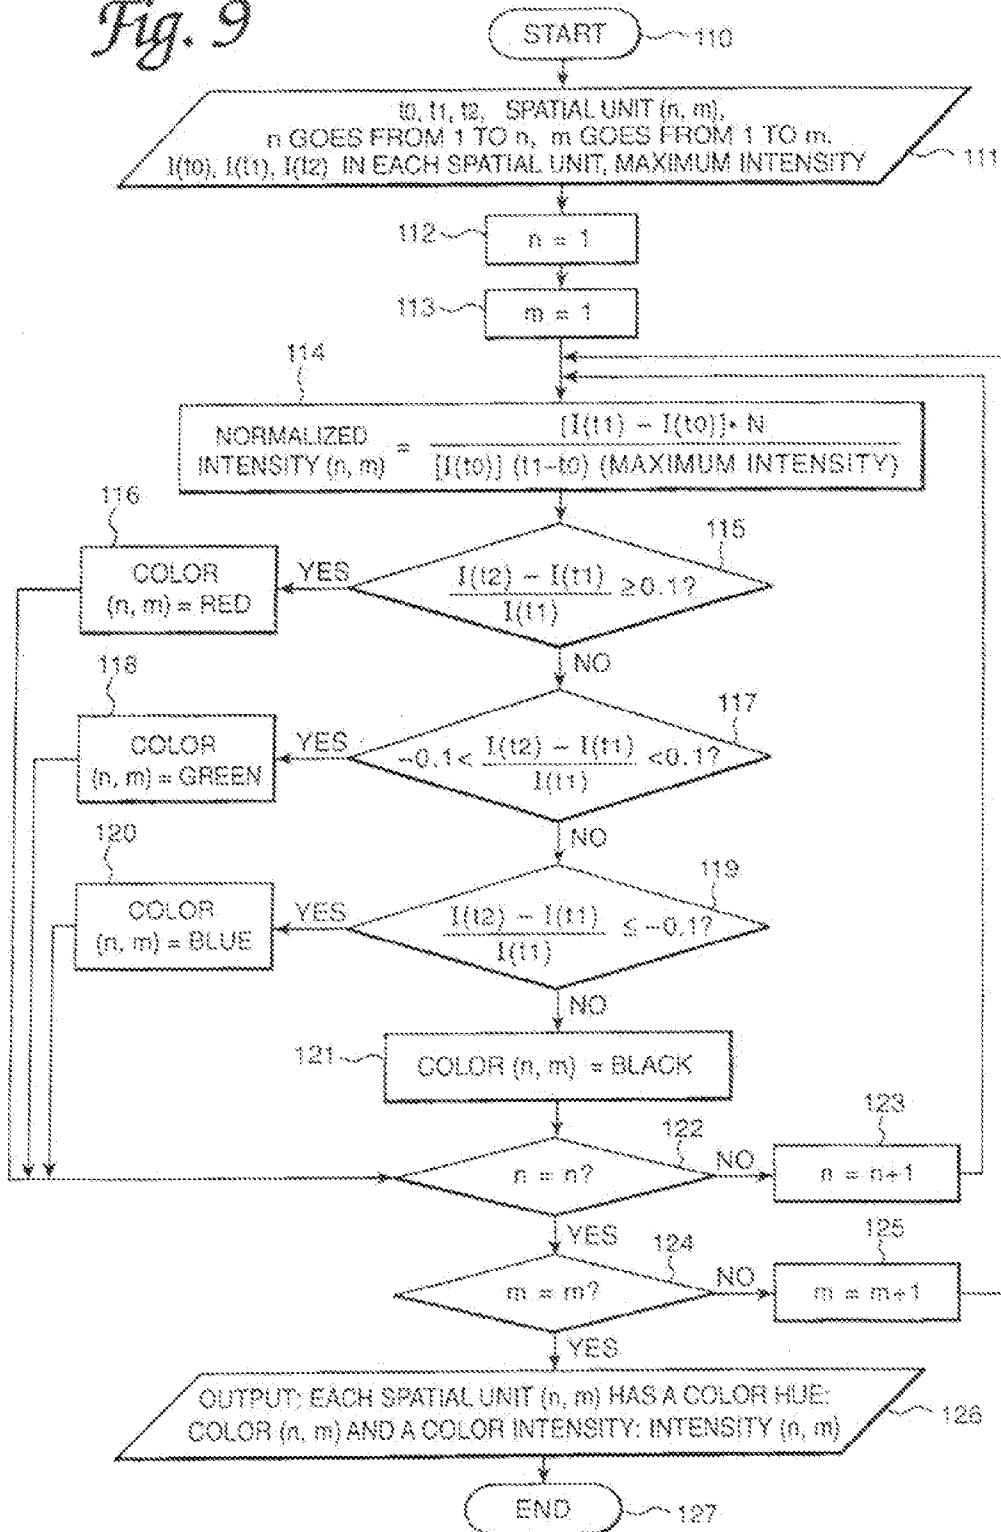 Fig. 9
START
110
t0, t1, t2, SPATIAL UNIT (n, m),
n GOES FROM 1 TO n, m GOES FROM 1 TO m.
I(t0), I(t1), I(t2) IN EACH SPATIAL UNIT, MAXIMUM INTENSITY
111
112
n = 1
113
m = 1
114
NORMALIZED
INTENSITY (n, m)
=
[I(t1) – I(t0)]• N
[I(t0)] (t1–t0) (MAXIMUM INTENSITY)
115
I(t2) – I(t1)
I(t1)
≥0.1?
YES
116
COLOR
(n, m) = RED
NO
117
–0.1 <
I(t2) – I(t1)
I(t1)
<0.1?
YES
118
COLOR
(n, m) = GREEN
NO
119
I(t2) – I(t1)
I(t1)
≤ –0.1?
YES
120
COLOR
(n, m) = BLUE
NO
121
COLOR (n, m) = BLACK
122
n = n?
NO
123
n = n+1
YES
124
m = m?
NO
125
m = m+1
YES
OUTPUT: EACH SPATIAL UNIT (n, m) HAS A COLOR HUE:
COLOR (n, m) AND A COLOR INTENSITY: INTENSITY (n, m)
126
END
127